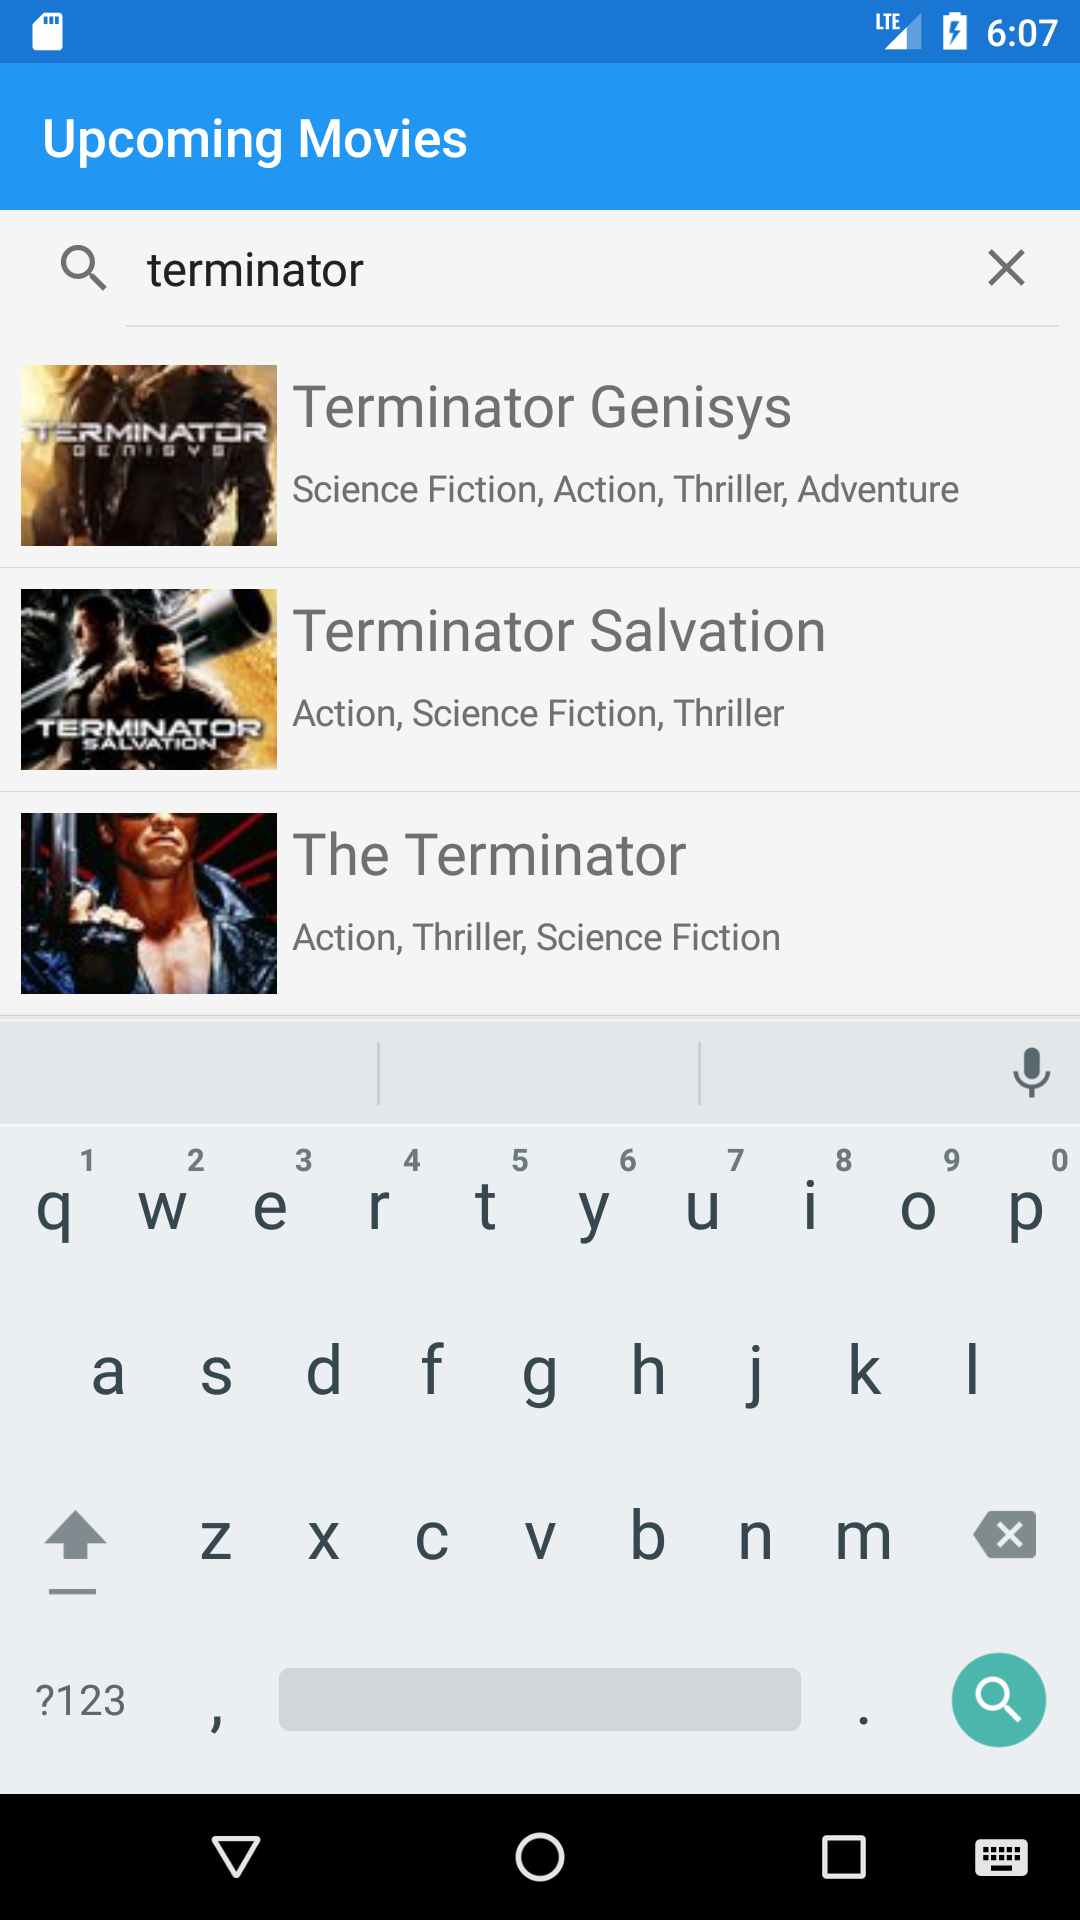 LTE 6:07
Upcoming Movies
terminator
TERMINATOR
GENISYS
Terminator Genisys
Science Fiction, Action, Thriller, Adventure
TERMINATOR
SALVATION
Terminator Salvation
Action, Science Fiction, Thriller
The Terminator
Action, Thriller, Science Fiction
1 2 3 4 5 6 7 8 9 0
q w e r t y u i o p
a s d f g h j k l
z x c v b n m
?123 , .